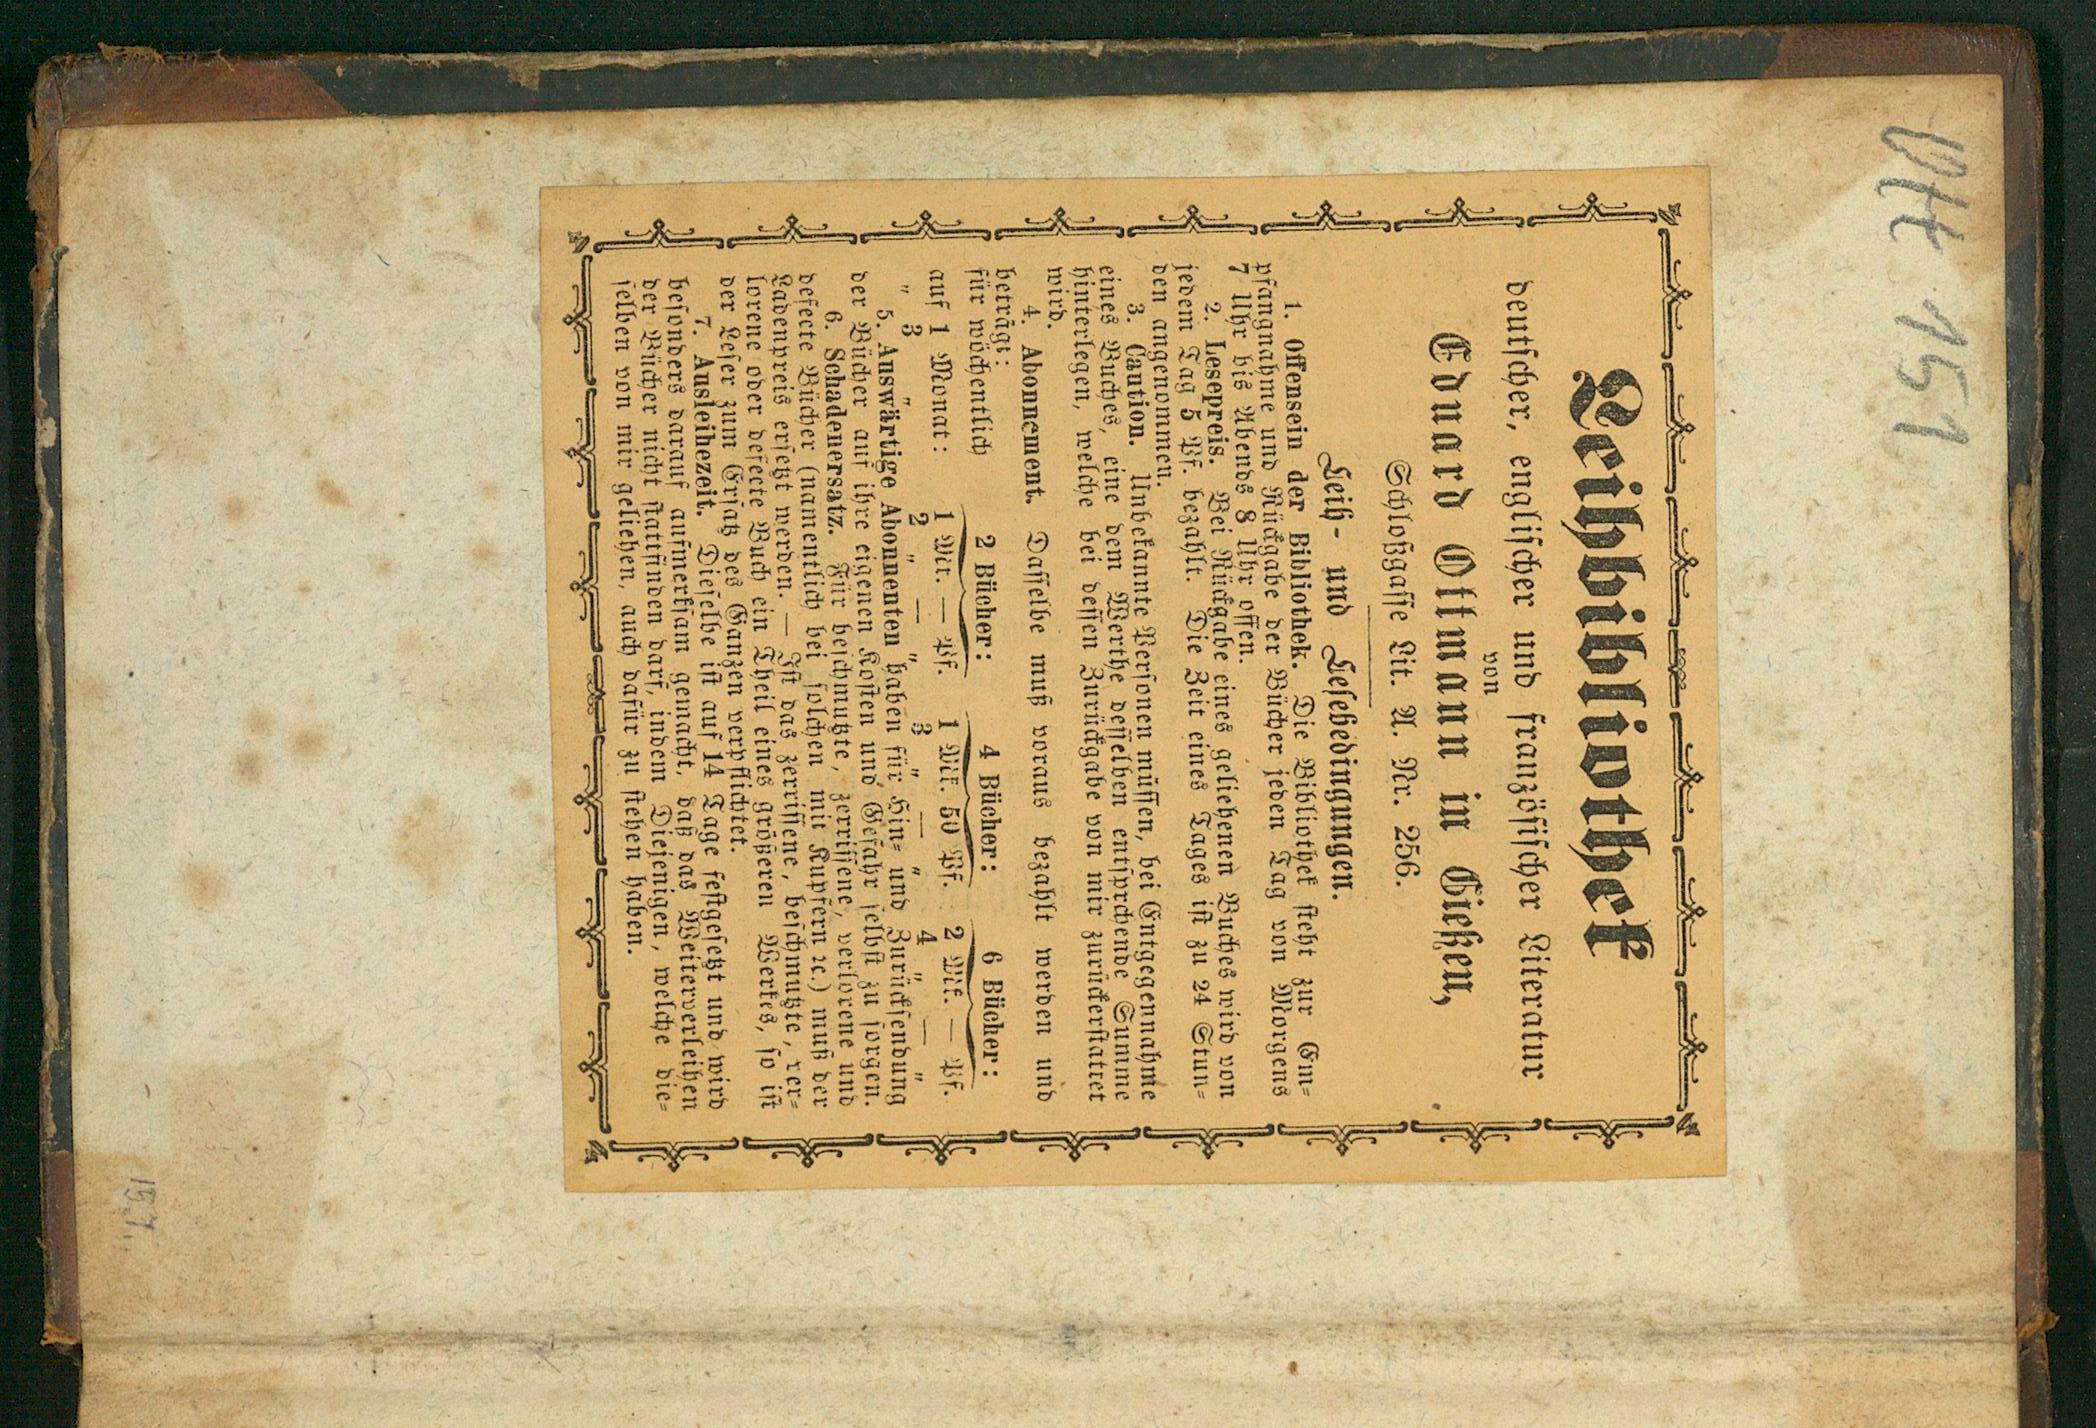 Utt 151
Leihbibliothek
deutscher, englischer und französischer Literatur
von
Eduard Ottmann in Gießen,
Schloßgasse Lit. A. Nr. 256.
Leih- und Lesebedingungen.
1. Offensein der Bibliothek. Die Bibliothek steht zur Em-
pfangnahme und Rückgabe der Bücher jeden Tag von Morgens
7 Uhr bis Abends 8 Uhr offen.
2. Lesepreis. Bei Rückgabe eines geliehenen Buches wird von
jedem Tag 5 Pf. bezahlt. Die Zeit eines Tages ist zu 24 Stun-
den angenommen.
3. Caution. Unbekannte Personen müssen, bei Entgegennahme
eines Buches, eine dem Werthe desselben entsprchende Summe
hinterlegen, welche bei dessen Zurückgabe von mir zurückerstattet
wird.
4. Abonnement. Dasselbe muß voraus bezahlt werden und
beträgt:
für wöchentlich 2 Bücher: 4 Bücher: 6 Bücher:
auf 1 Monat: 1 Mk. — Pf. 1 Mk. 50 Pf. 2 Mk. — Pf.
„ 3 „ 2 „ — „ 3 „ — „ 4 „ — „
5. Auswärtige Abonnenten haben für Hin- und Zurücksendung
der Bücher auf ihre eigenen Kosten und Gefahr selbst zu sorgen.
6. Schadenersatz. Für beschmutzte, zerrissene, verlorene und
defecte Bücher (namentlich bei solchen mit Kupfern ꝛc.) muß der
Ladenpreis ersetzt werden. — Ist das zerrissene, beschmutzte, ver-
lorene oder defecte Buch ein Theil eines größeren Werkes, so ist
der Leser zum Ersatz des Ganzen verpflichtet.
7. Ausleihezeit. Dieselbe ist auf 14 Tage festgesetzt und wird
besonders darauf aufmerksam gemacht, daß das Weiterverleihen
der Bücher nicht stattfinden darf, indem Diejenigen, welche die-
selben von mir geliehen, auch dafür zu stehen haben.